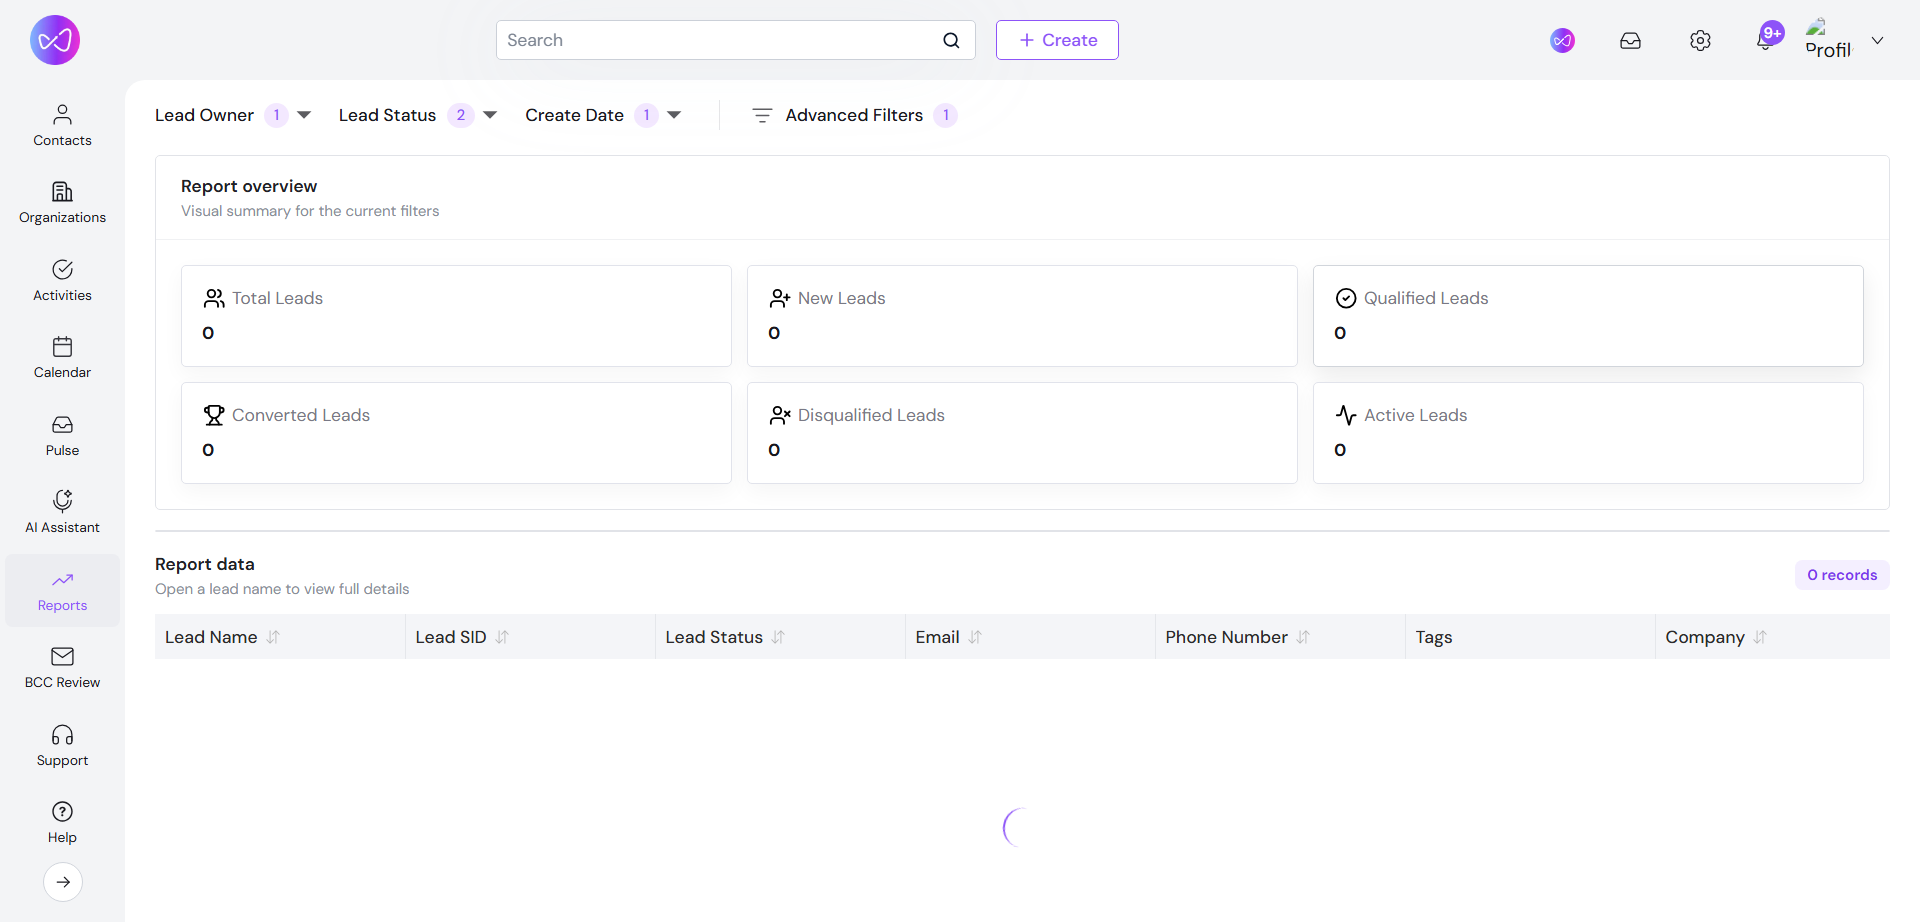 Search
Create
9+
Profil
Contacts
Organizations
Activities
Calendar
Pulse
AI Assistant
Reports
BCC Review
Support
Help
Lead Owner 1
Lead Status 2
Create Date 1
Advanced Filters 1
Report overview
Visual summary for the current filters
Total Leads
0
New Leads
0
Qualified Leads
0
Converted Leads
0
Disqualified Leads
0
Active Leads
0
Report data
Open a lead name to view full details
0 records
Lead Name
Lead SID
Lead Status
Email
Phone Number
Tags
Company